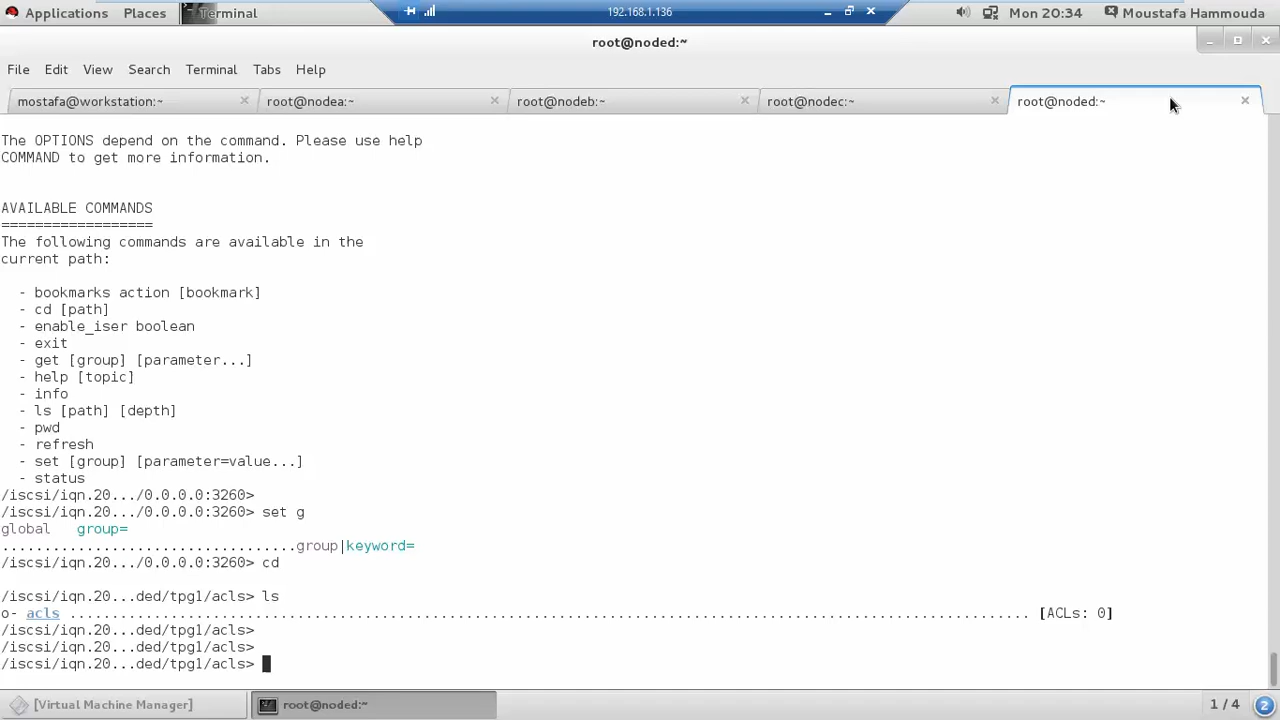 Applications Places Terminal 192.168.1.136 Mon 20:34 Moustafa Hammouda
root@noded:~
File Edit View Search Terminal Tabs Help
mostafa@workstation:~ root@nodea:~ root@nodeb:~ root@nodec:~ root@noded:~
The OPTIONS depend on the command. Please use help
COMMAND to get more information.
AVAILABLE COMMANDS
==================
The following commands are available in the
current path:
- bookmarks action [bookmark]
- cd [path]
- enable_iser boolean
- exit
- get [group] [parameter...]
- help [topic]
- info
- ls [path] [depth]
- pwd
- refresh
- set [group] [parameter=value...]
- status
/iscsi/iqn.20.../0.0.0.0:3260>
/iscsi/iqn.20.../0.0.0.0:3260> set g
global group=
...................................group|keyword=
/iscsi/iqn.20.../0.0.0.0:3260> cd
/iscsi/iqn.20...ded/tpg1/acls> ls
o- acls .................................................................................................................. [ACLs: 0]
/iscsi/iqn.20...ded/tpg1/acls>
/iscsi/iqn.20...ded/tpg1/acls>
/iscsi/iqn.20...ded/tpg1/acls>
[Virtual Machine Manager] root@noded:~ 1 / 4 2